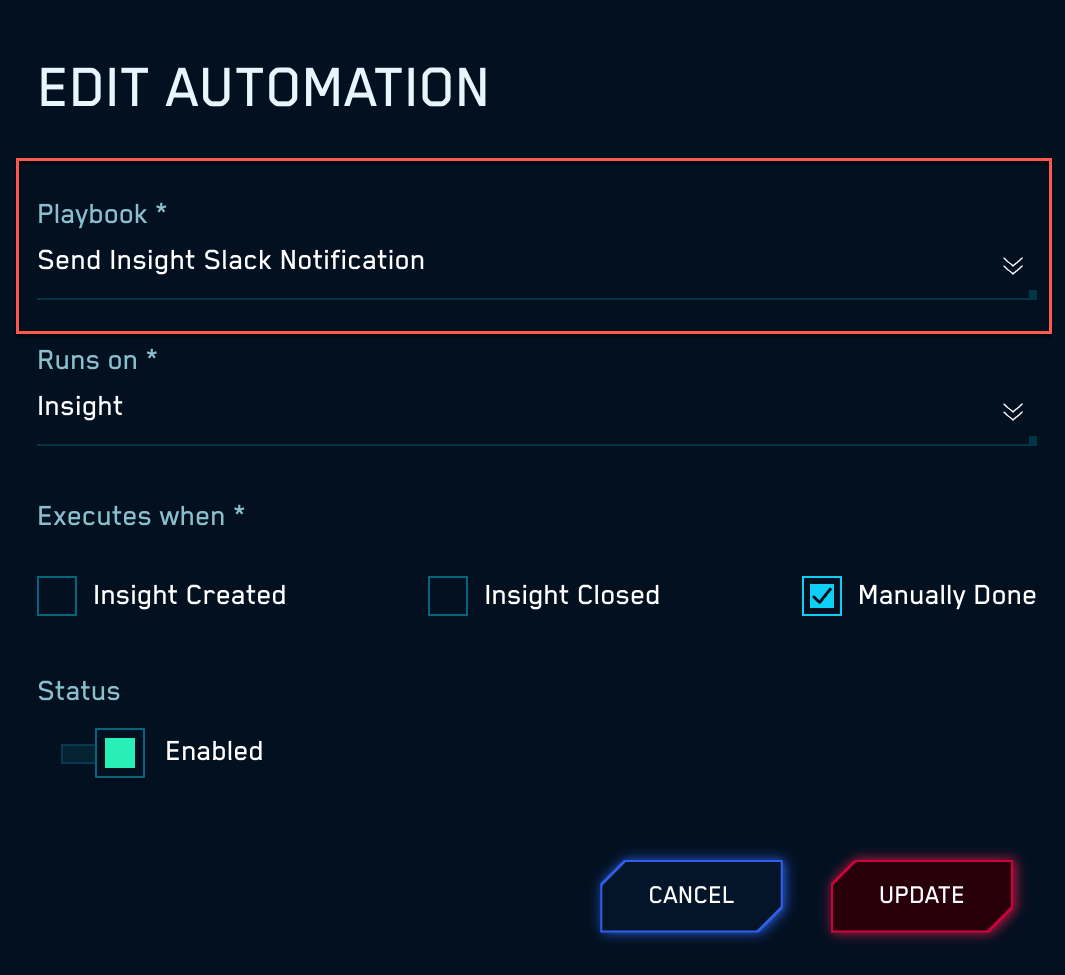 EDIT AUTOMATION
Playbook *
Send Insight Slack Notification
Runs on *
Insight
Executes when *
Insight Created Insight Closed Manually Done
Status
Enabled
CANCEL UPDATE